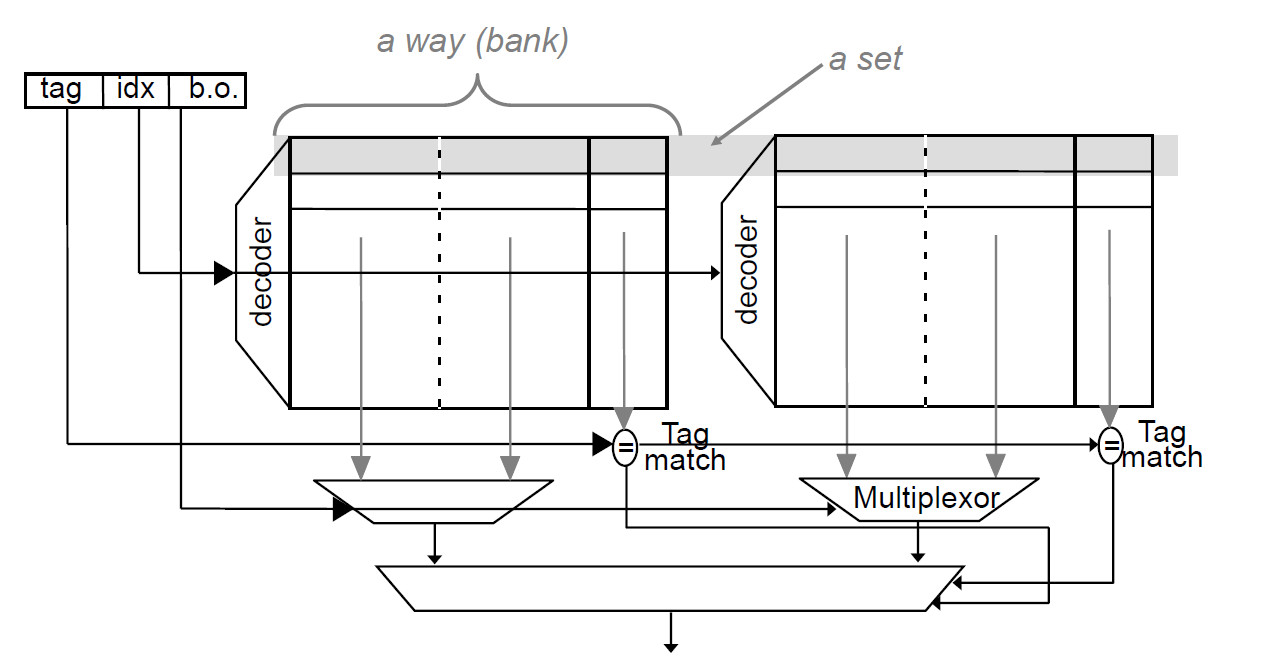 a way (bank)
a set
tag idx b.o.
decoder
decoder
=
Tag
match
=
Tag
match
Multiplexor